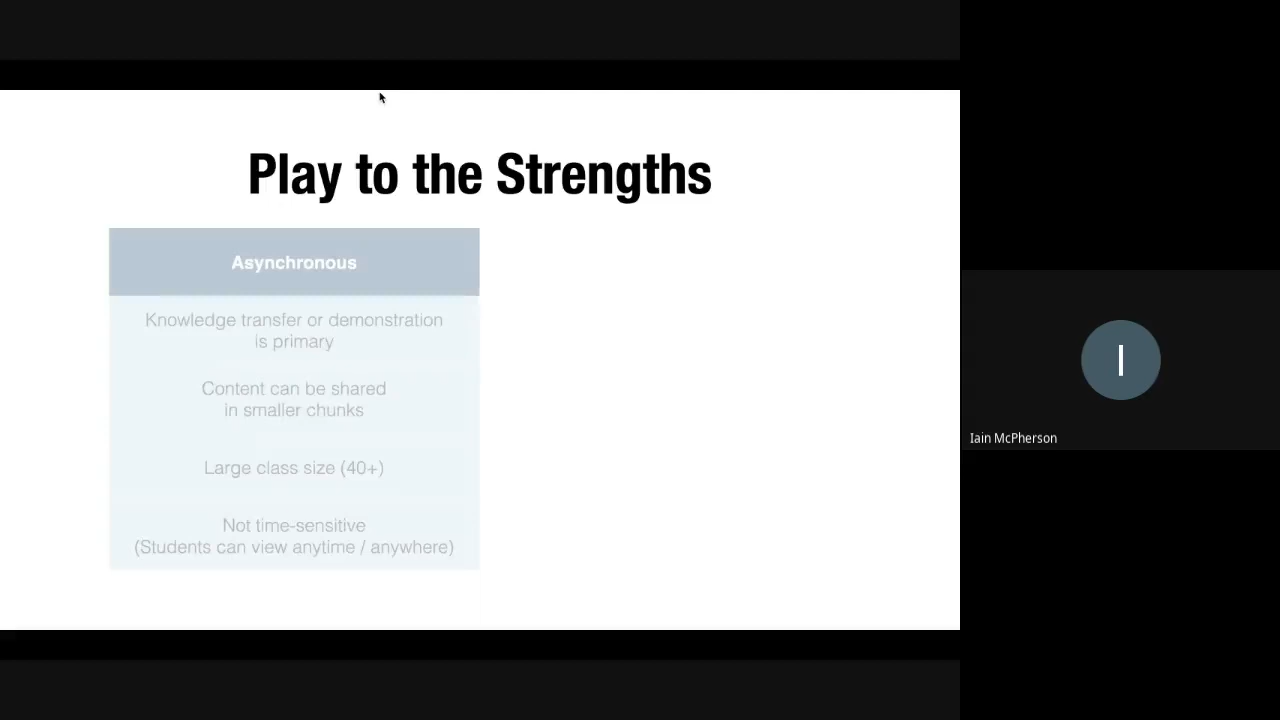 Play to the Strengths
Asynchronous
Knowledge transfer or demonstration
is primary
Content can be shared
in smaller chunks
Large class size (40+)
Not time-sensitive
(Students can view anytime / anywhere)
I
Iain McPherson